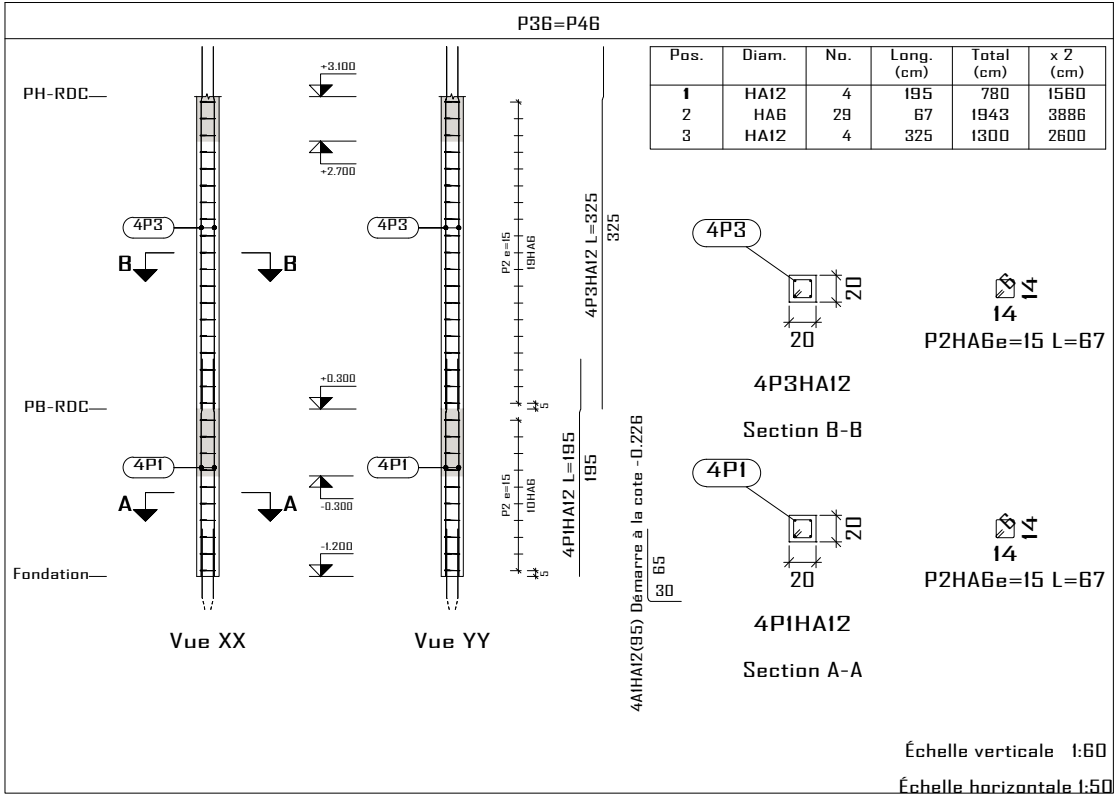 P36=P46
Pos. Diam. No. Long. (cm) Total (cm) x 2 (cm)
1 HA12 4 195 780 1560
2 HA6 29 67 1943 3886
3 HA12 4 325 1300 2600
PH-RDC
+3.100
+2.700
4P3
4P3
B B
P2 e=15
19HA6
4P3HA12 L=325
325
PB-RDC
+0.300
5
4P1
4P1
A A
-0.300
P2 e=15
10HA6
4P1HA12 L=195
195
-1.200
Fondation
5
4A1HA12(95) Démarre à la cote -0.226
65
30
Vue XX
Vue YY
4P3
20
20
4P3HA12
Section B-B
6
14
14
P2HA6e=15 L=67
4P1
20
20
4P1HA12
Section A-A
6
14
14
P2HA6e=15 L=67
Échelle verticale 1:60
Échelle horizontale 1:50